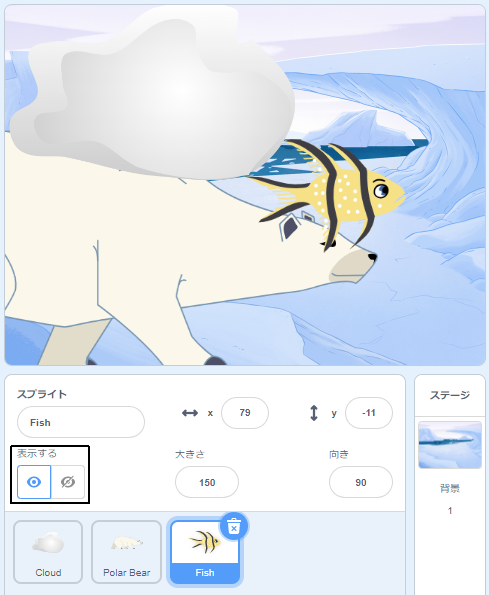 スプライト
Fish
x 79
y -11
表示する
大きさ
向き
150
90
Cloud
Polar Bear
Fish
ステージ
背景
1